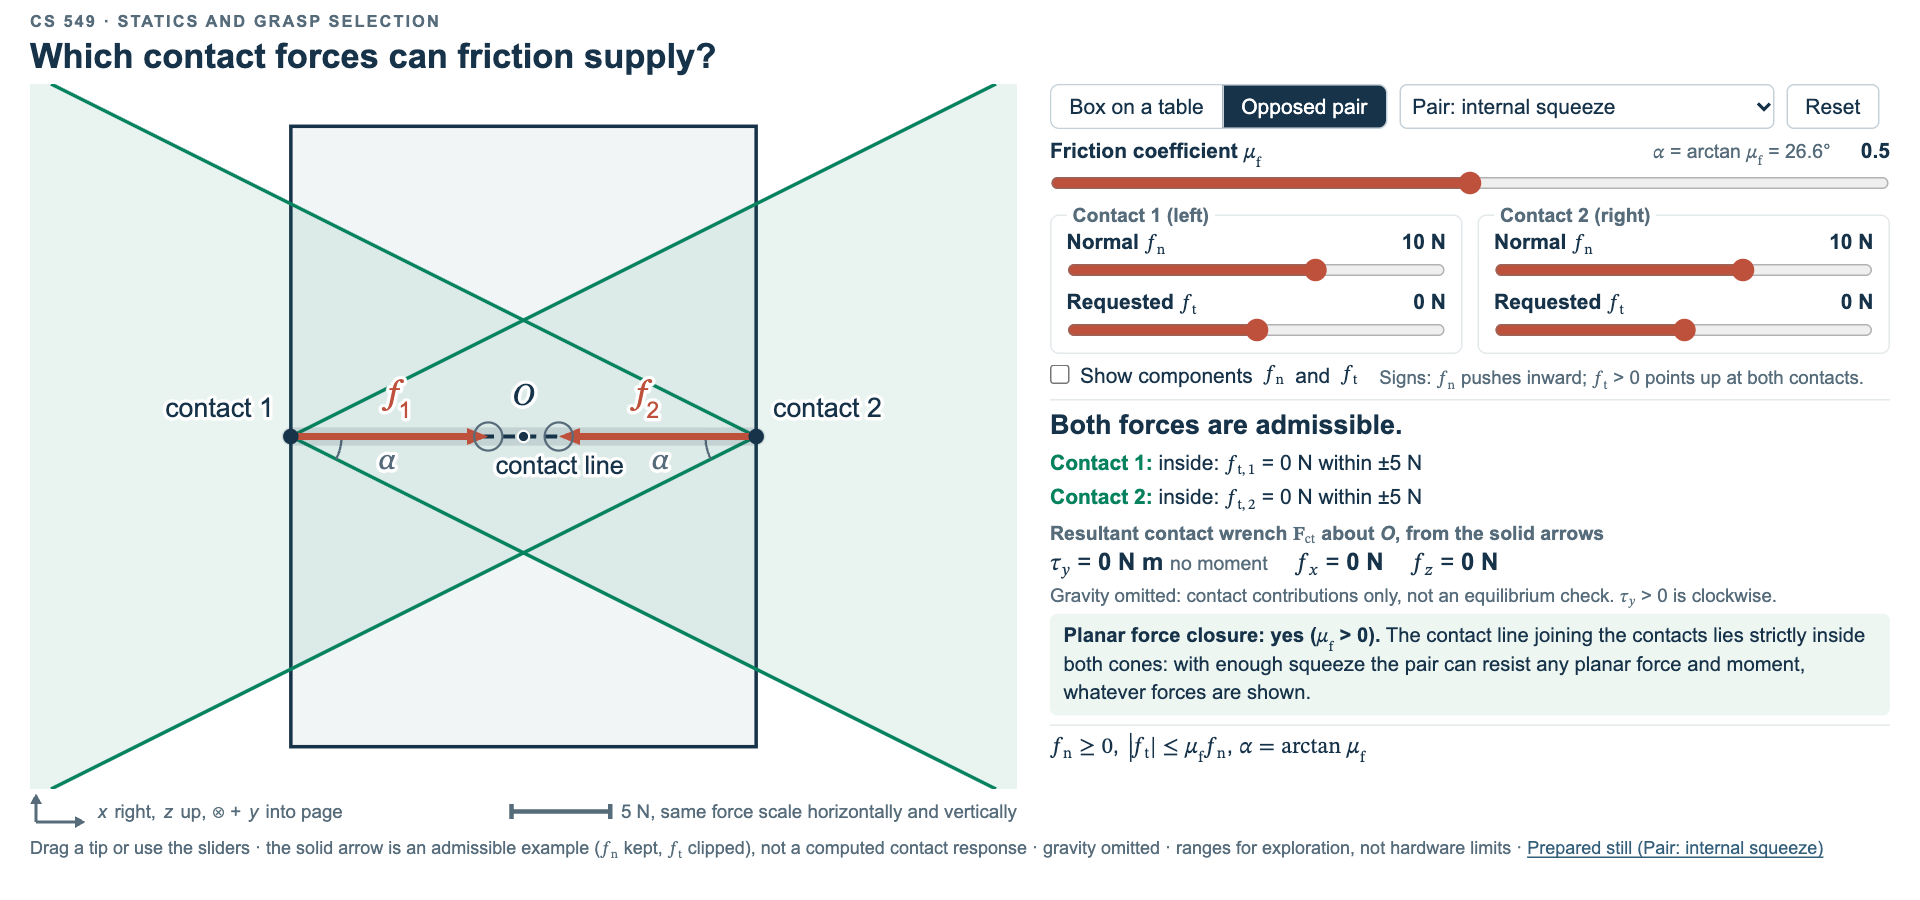 CS 549 · STATICS AND GRASP SELECTION
Which contact forces can friction supply?
Box on a table
Opposed pair
Pair: internal squeeze
Reset
Friction coefficient μf
α = arctan μf = 26.6°
0.5
Contact 1 (left)
Normal fn
10 N
Requested ft
0 N
Contact 2 (right)
Normal fn
10 N
Requested ft
0 N
Show components fn and ft
Signs: fn pushes inward; ft > 0 points up at both contacts.
contact 1
f1
O
f2
contact 2
α
contact line
α
Both forces are admissible.
Contact 1: inside: ft,1 = 0 N within ±5 N
Contact 2: inside: ft,2 = 0 N within ±5 N
Resultant contact wrench Fct about O, from the solid arrows
τy = 0 N m no moment fx = 0 N fz = 0 N
Gravity omitted: contact contributions only, not an equilibrium check. τy > 0 is clockwise.
Planar force closure: yes (μf > 0). The contact line joining the contacts lies strictly inside
both cones: with enough squeeze the pair can resist any planar force and moment,
whatever forces are shown.
fn ≥ 0, |ft| ≤ μffn, α = arctan μf
x right, z up, ⊗ + y into page
5 N, same force scale horizontally and vertically
Drag a tip or use the sliders · the solid arrow is an admissible example (fn kept, ft clipped), not a computed contact response · gravity omitted · ranges for exploration, not hardware limits · Prepared still (Pair: internal squeeze)